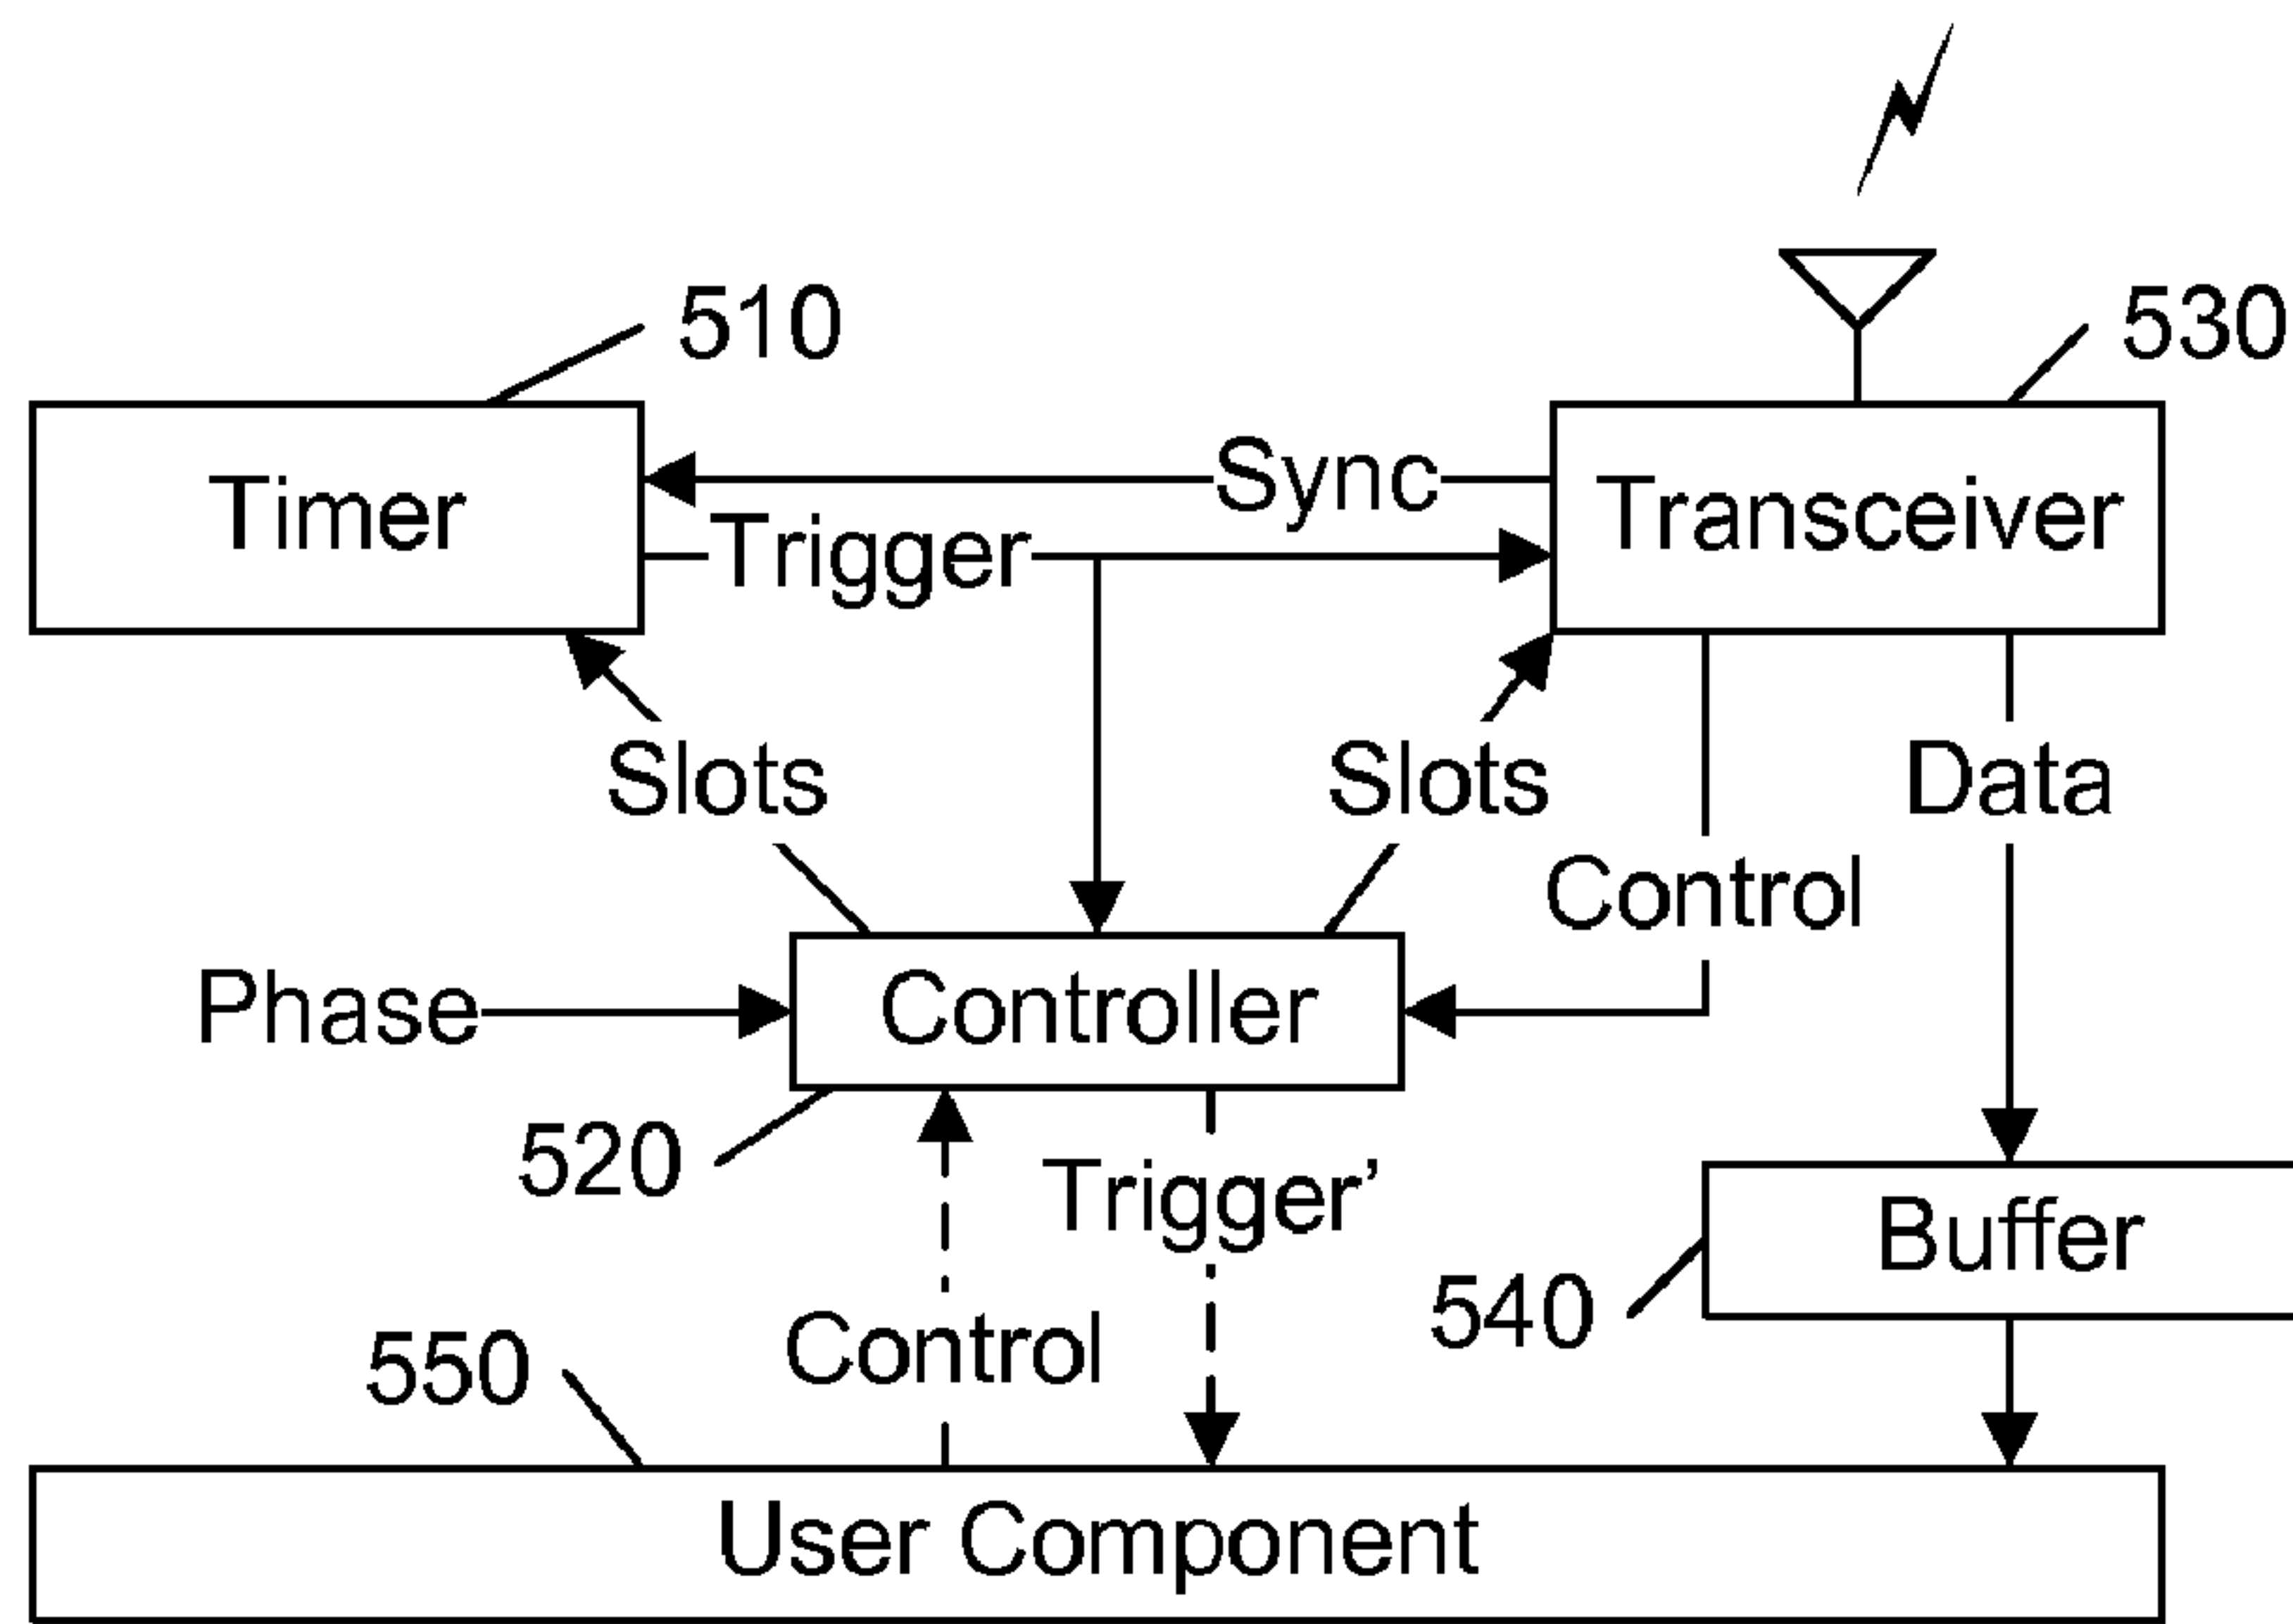 510
530
Timer
Sync
Transceiver
Trigger
Slots
Slots
Data
Control
Phase
Controller
520
Trigger’
Buffer
540
Control
550
User Component